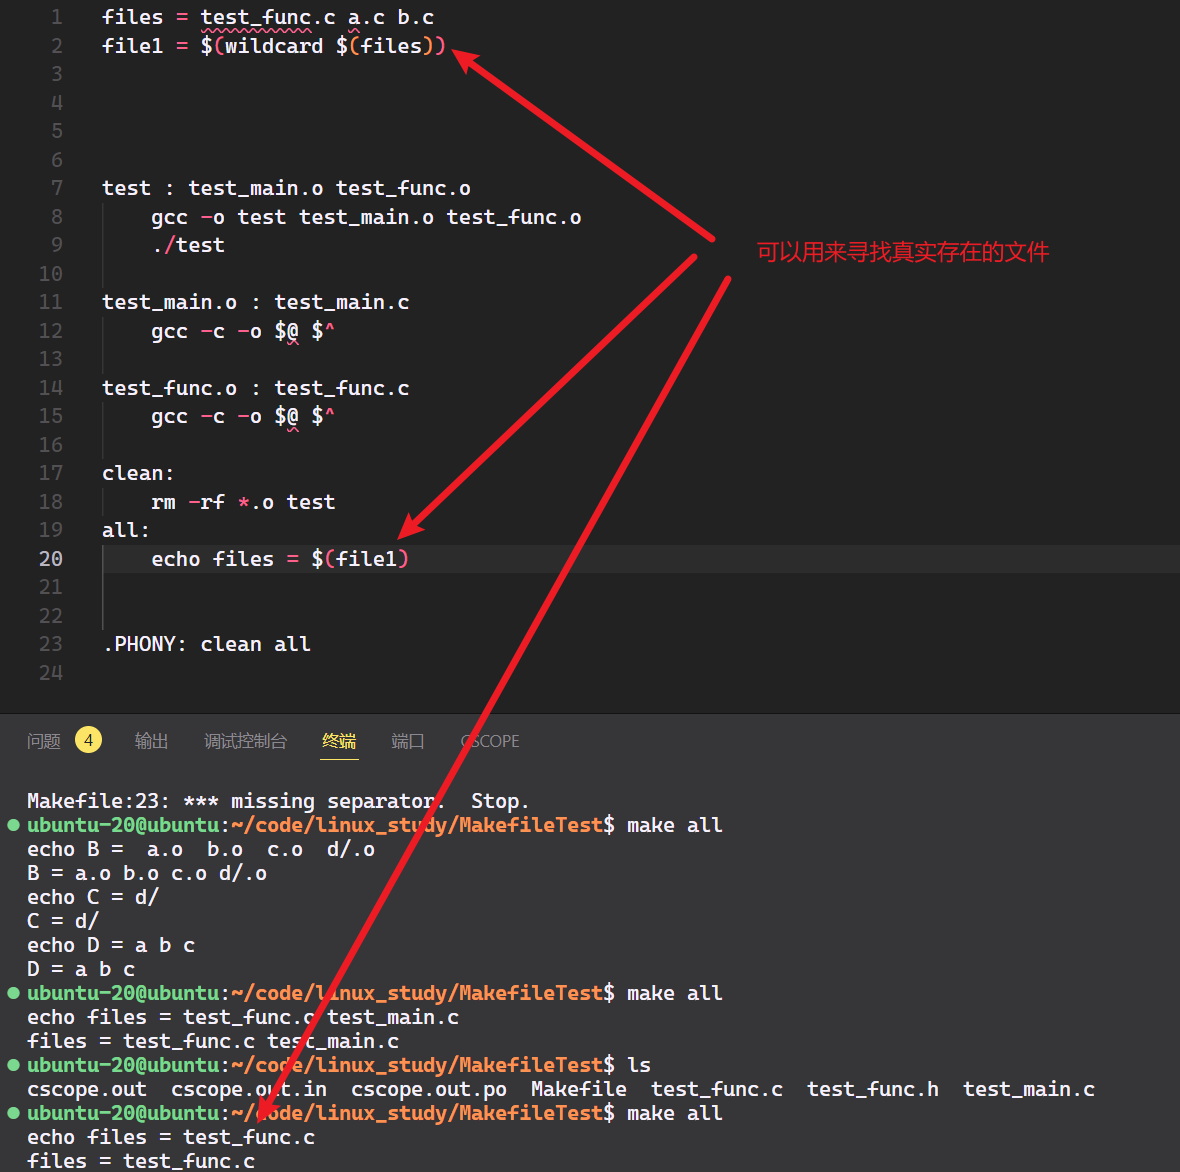 1 files = test_func.c a.c b.c
2 file1 = $(wildcard $(files))
3
4
5
6
7 test : test_main.o test_func.o
8 gcc -o test test_main.o test_func.o
9 ./test
10
11 test_main.o : test_main.c
12 gcc -c -o $@ $^
13
14 test_func.o : test_func.c
15 gcc -c -o $@ $^
16
17 clean:
18 rm -rf *.o test
19 all:
20 echo files = $(file1)
21
22
23 .PHONY: clean all
24
可以用来寻找真实存在的文件
问题 4 输出 调试控制台 终端 端口 CSCOPE
Makefile:23: *** missing separator.  Stop.
ubuntu-20@ubuntu:~/code/linux_study/MakefileTest$ make all
echo B =  a.o  b.o  c.o  d/.o
B = a.o b.o c.o d/.o
echo C = d/
C = d/
echo D = a b c
D = a b c
ubuntu-20@ubuntu:~/code/linux_study/MakefileTest$ make all
echo files = test_func.c test_main.c
files = test_func.c test_main.c
ubuntu-20@ubuntu:~/code/linux_study/MakefileTest$ ls
cscope.out  cscope.out.in  cscope.out.po  Makefile  test_func.c  test_func.h  test_main.c
ubuntu-20@ubuntu:~/code/linux_study/MakefileTest$ make all
echo files = test_func.c
files = test_func.c